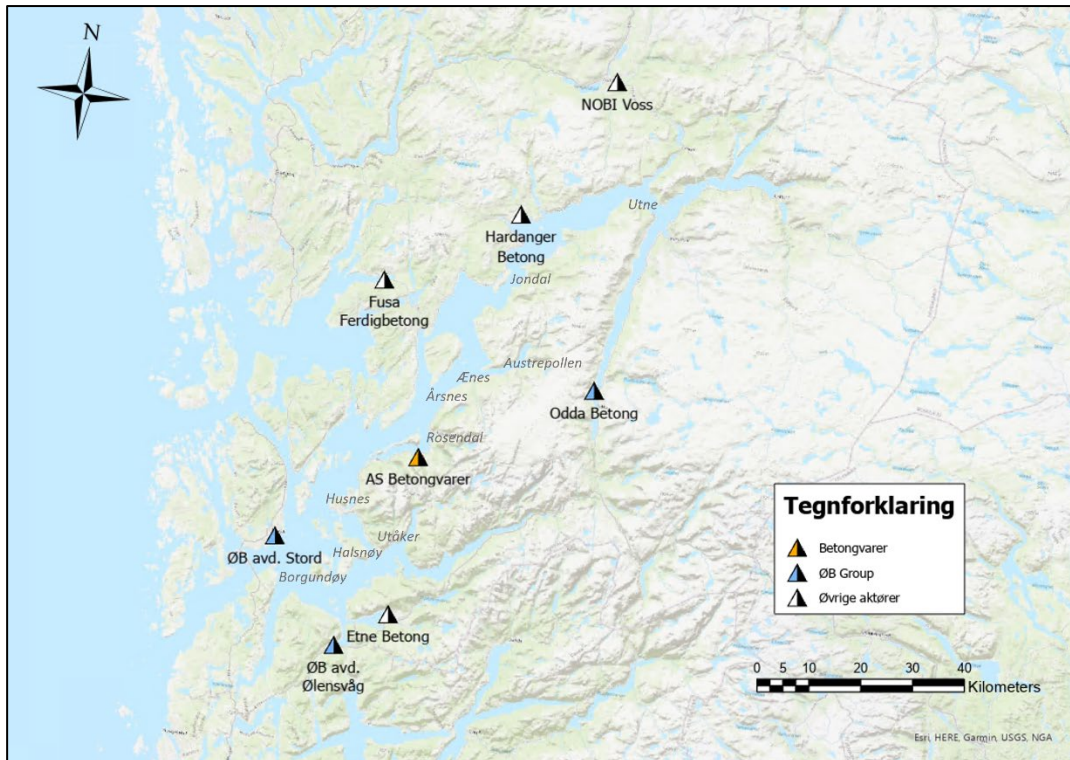 N
NOBI Voss
Utne
Hardanger
Betong
Jondal
Fusa
Ferdigbetong
Austrepollen
Ænes
Årsnes
Odda Betong
Rosendal
AS Betongvarer
Husnes
Utåker
ØB avd. Stord
Halsnøy
Borgundøy
Etne Betong
ØB avd.
Ølensvåg
Tegnforklaring
Betongvarer
ØB Group
Øvrige aktører
0 5 10 20 30 40
Kilometers
Esri, HERE, Garmin, USGS, NGA